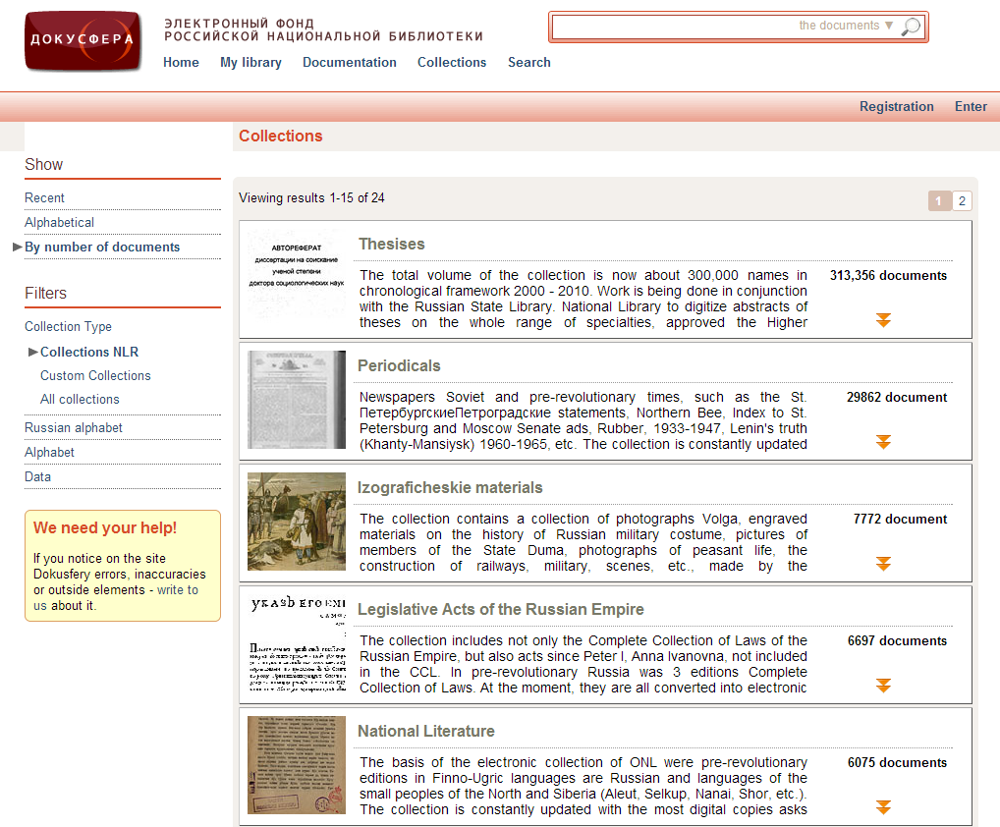 ДОКУСФЕРА
ЭЛЕКТРОННЫЙ ФОНД
РОССИЙСКОЙ НАЦИОНАЛЬНОЙ БИБЛИОТЕКИ
the documents ▼
Home My library Documentation Collections Search
Registration Enter
Collections
Show
Recent
Alphabetical
By number of documents
Filters
Collection Type
Collections NLR
Custom Collections
All collections
Russian alphabet
Alphabet
Data
We need your help!
If you notice on the site
Dokusfery errors, inaccuracies
or outside elements - write to
us about it.
Viewing results 1-15 of 24
1 2
АВТОРЕФЕРАТ
диссертации на соискание
ученой степени
доктора социологических наук
Thesises
The total volume of the collection is now about 300,000 names in
chronological framework 2000 - 2010. Work is being done in conjunction
with the Russian State Library. National Library to digitize abstracts of
theses on the whole range of specialties, approved the Higher
313,356 documents
Periodicals
Newspapers Soviet and pre-revolutionary times, such as the St.
ПетербургскиеПетроградские statements, Northern Bee, Index to St.
Petersburg and Moscow Senate ads, Rubber, 1933-1947, Lenin's truth
(Khanty-Mansiysk) 1960-1965, etc. The collection is constantly updated
29862 document
Izograficheskie materials
The collection contains a collection of photographs Volga, engraved
materials on the history of Russian military costume, pictures of
members of the State Duma, photographs of peasant life, the
construction of railways, military, scenes, etc., made by the
7772 document
Legislative Acts of the Russian Empire
The collection includes not only the Complete Collection of Laws of the
Russian Empire, but also acts since Peter I, Anna Ivanovna, not included
in the CCL. In pre-revolutionary Russia was 3 editions Complete
Collection of Laws. At the moment, they are all converted into electronic
6697 documents
National Literature
The basis of the electronic collection of ONL were pre-revolutionary
editions in Finno-Ugric languages are Russian and languages of the
small peoples of the North and Siberia (Aleut, Selkup, Nanai, Shor, etc.).
The collection is constantly updated with the most digital copies asks
6075 documents